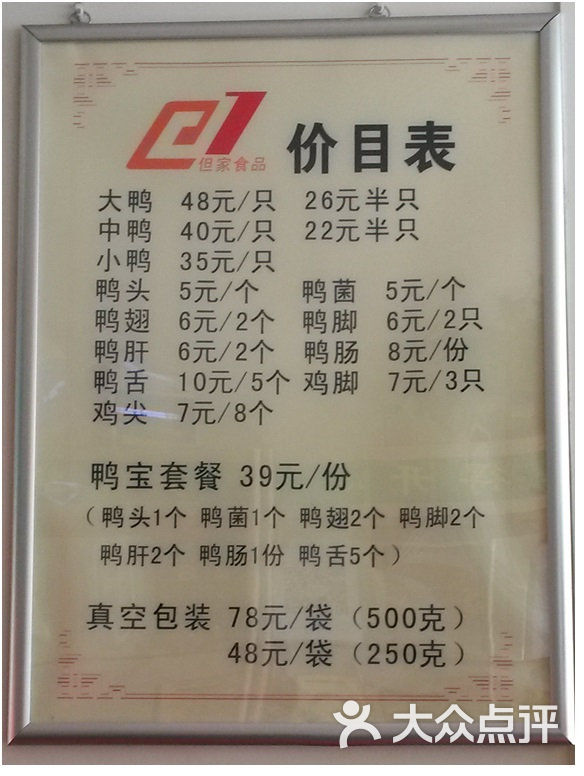 但家食品
价目表
大鸭 48元/只 26元半只
中鸭 40元/只 22元半只
小鸭 35元/只
鸭头 5元/个 鸭菌 5元/个
鸭翅 6元/2个 鸭脚 6元/2只
鸭肝 6元/2个 鸭肠 8元/份
鸭舌 10元/5个 鸡脚 7元/3只
鸡尖 7元/8个
鸭宝套餐 39元/份
（鸭头1个 鸭菌1个 鸭翅2个 鸭脚2个
鸭肝2个 鸭肠1份 鸭舌5个）
真空包装 78元/袋（500克）
48元/袋（250克）
大众点评